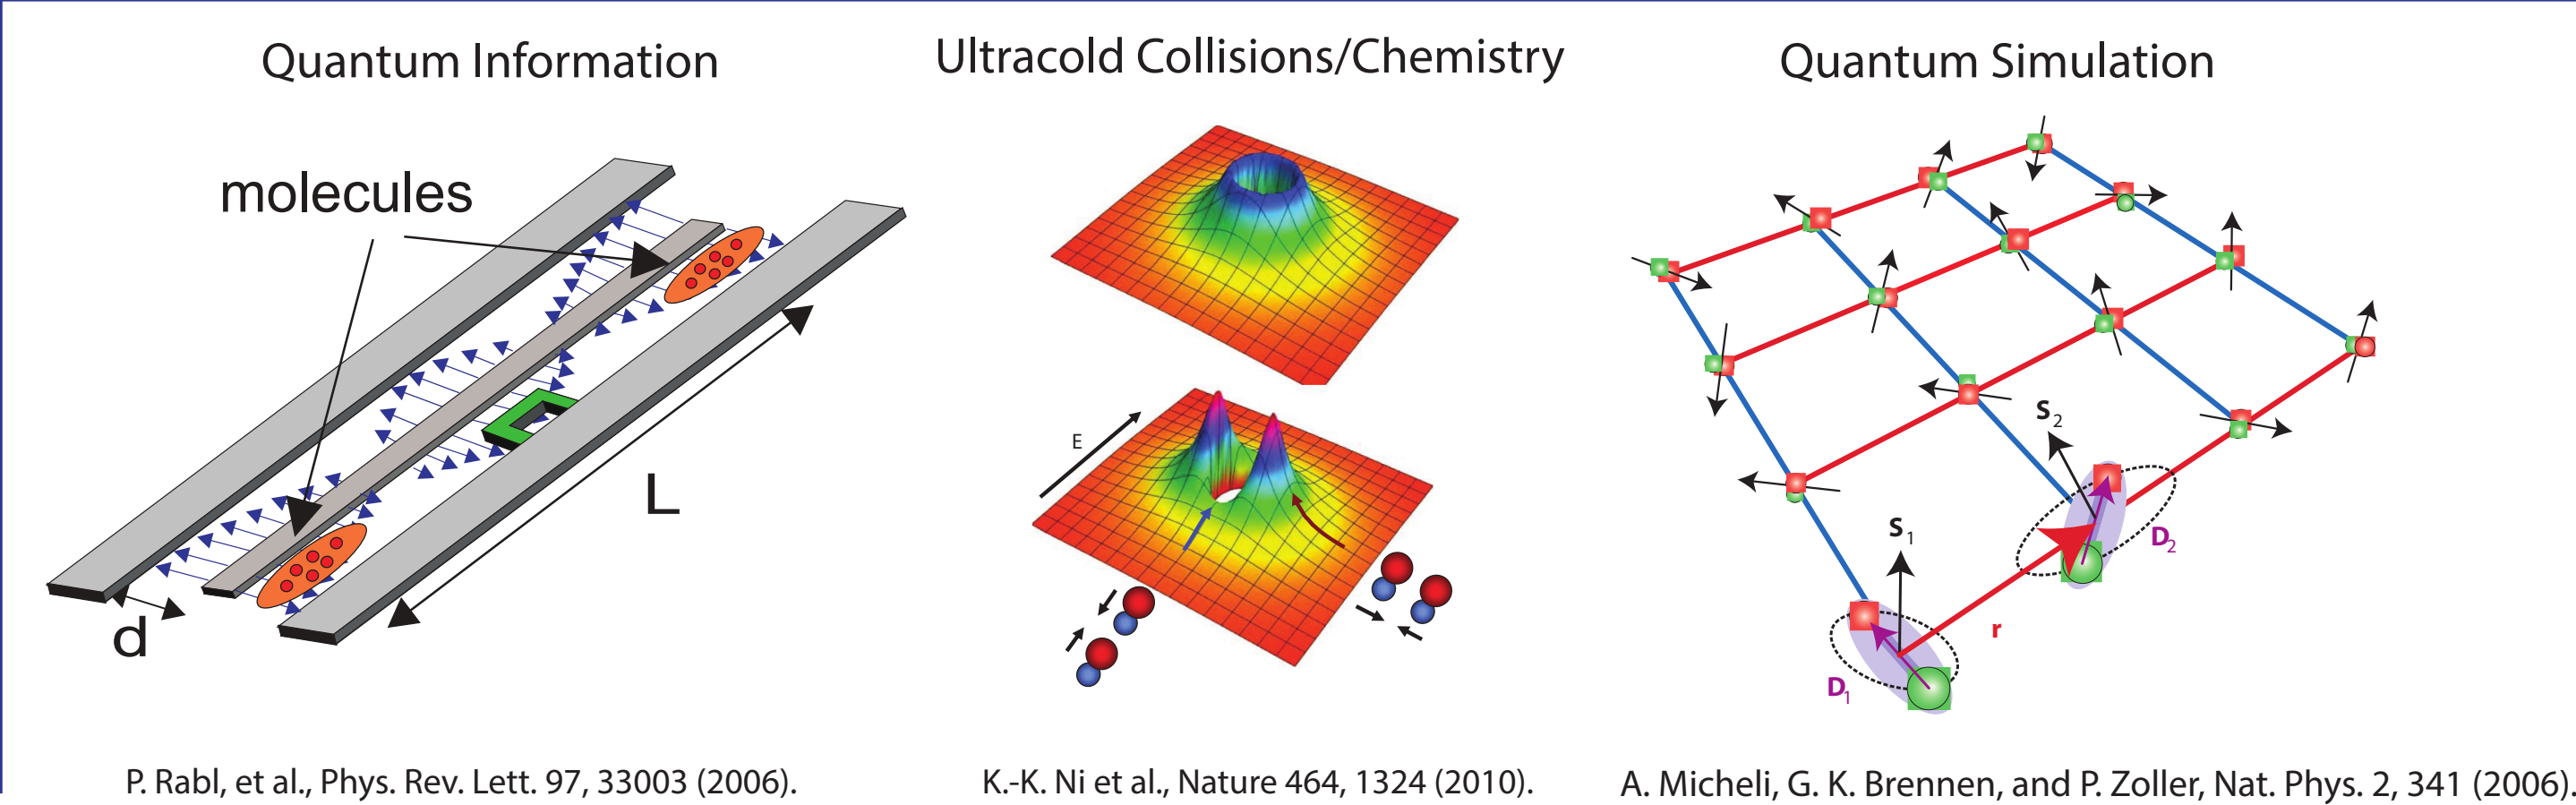 Quantum Information
molecules
L
d
P. Rabl, et al., Phys. Rev. Lett. 97, 33003 (2006).
Ultracold Collisions/Chemistry
E
K.-K. Ni et al., Nature 464, 1324 (2010).
Quantum Simulation
S2
S1
D2
r
D1
A. Micheli, G. K. Brennen, and P. Zoller, Nat. Phys. 2, 341 (2006).